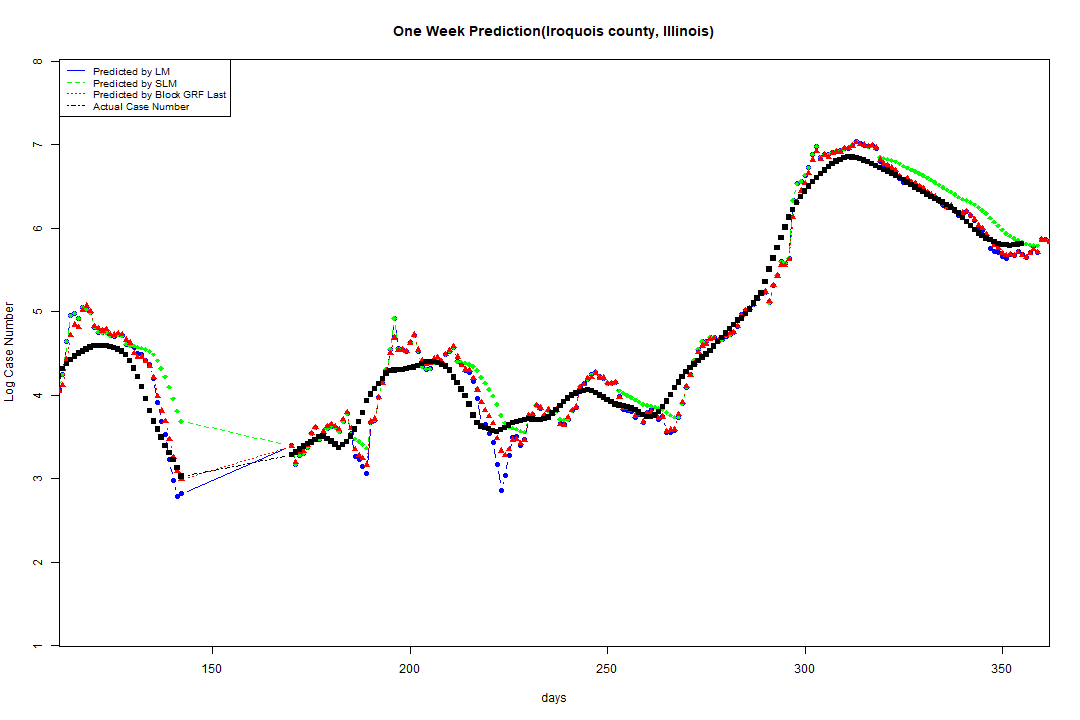 One Week Prediction(Iroquois county, Illinois)
Predicted by LM
Predicted by SLM
Predicted by Block GRF Last
Actual Case Number
8
7
6
5
4
3
2
1
Log Case Number
150 200 250 300 350
days